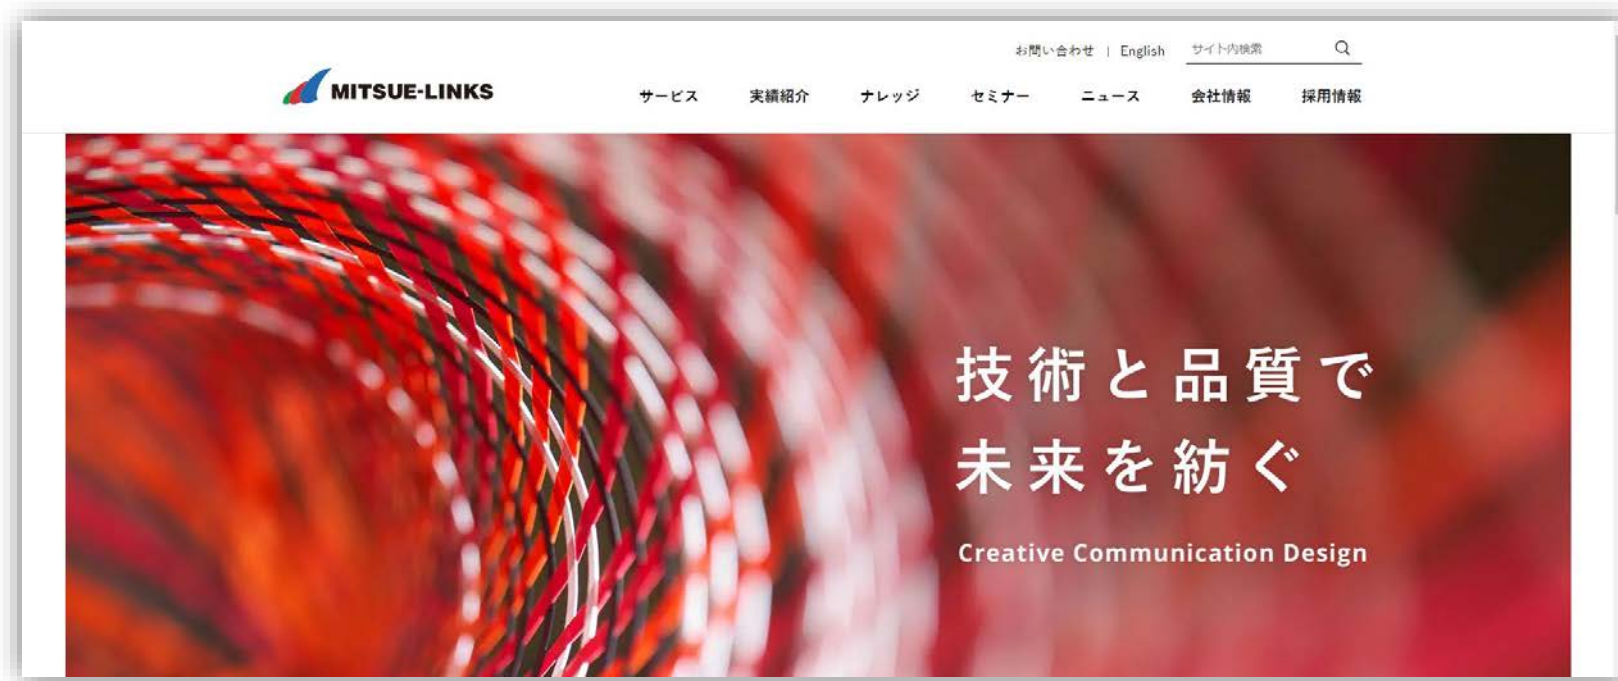 お問い合わせ | English サイト内検索
MITSUE-LINKS
サービス 実績紹介 ナレッジ セミナー ニュース 会社情報 採用情報
技術と品質で
未来を紡ぐ
Creative Communication Design